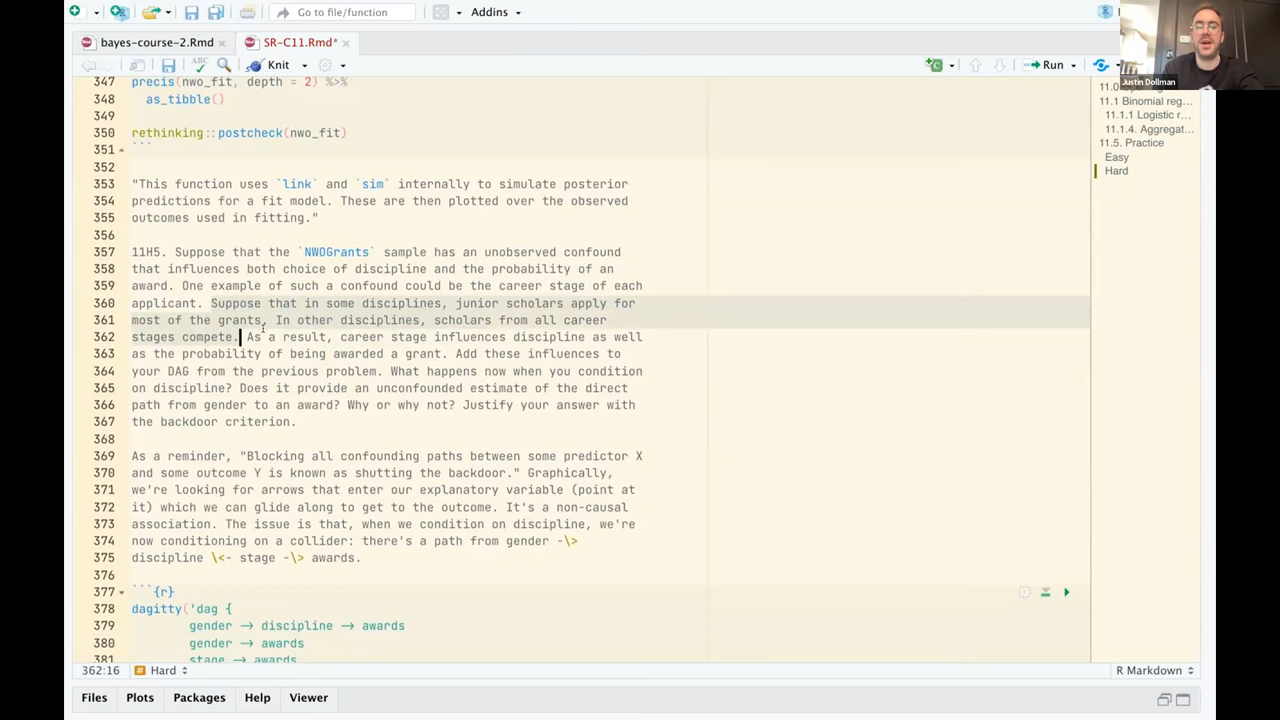 Go to file/function
Addins
bayes-course-2.Rmd
SR-C11.Rmd*
Knit
Run
Justin Dollman
347 precis(nwo_fit, depth = 2) %>%
348 as_tibble()
349
350 rethinking::postcheck(nwo_fit)
351 ```
352
353 "This function uses `link` and `sim` internally to simulate posterior
354 predictions for a fit model. These are then plotted over the observed
355 outcomes used in fitting."
356
357 11H5. Suppose that the `NWOGrants` sample has an unobserved confound
358 that influences both choice of discipline and the probability of an
359 award. One example of such a confound could be the career stage of each
360 applicant. Suppose that in some disciplines, junior scholars apply for
361 most of the grants. In other disciplines, scholars from all career
362 stages compete. As a result, career stage influences discipline as well
363 as the probability of being awarded a grant. Add these influences to
364 your DAG from the previous problem. What happens now when you condition
365 on discipline? Does it provide an unconfounded estimate of the direct
366 path from gender to an award? Why or why not? Justify your answer with
367 the backdoor criterion.
368
369 As a reminder, "Blocking all confounding paths between some predictor X
370 and some outcome Y is known as shutting the backdoor." Graphically,
371 we're looking for arrows that enter our explanatory variable (point at
372 it) which we can glide along to get to the outcome. It's a non-causal
373 association. The issue is that, when we condition on discipline, we're
374 now conditioning on a collider: there's a path from gender -\>
375 discipline \<- stage -\> awards.
376
377 ```{r}
378 dagitty('dag {
379 gender → discipline → awards
380 gender → awards
381 stage → awards
11.1 Binomial reg...
11.1.1 Logistic r...
11.1.4. Aggregat...
11.5. Practice
Easy
Hard
362:16
Hard
R Markdown
Files
Plots
Packages
Help
Viewer